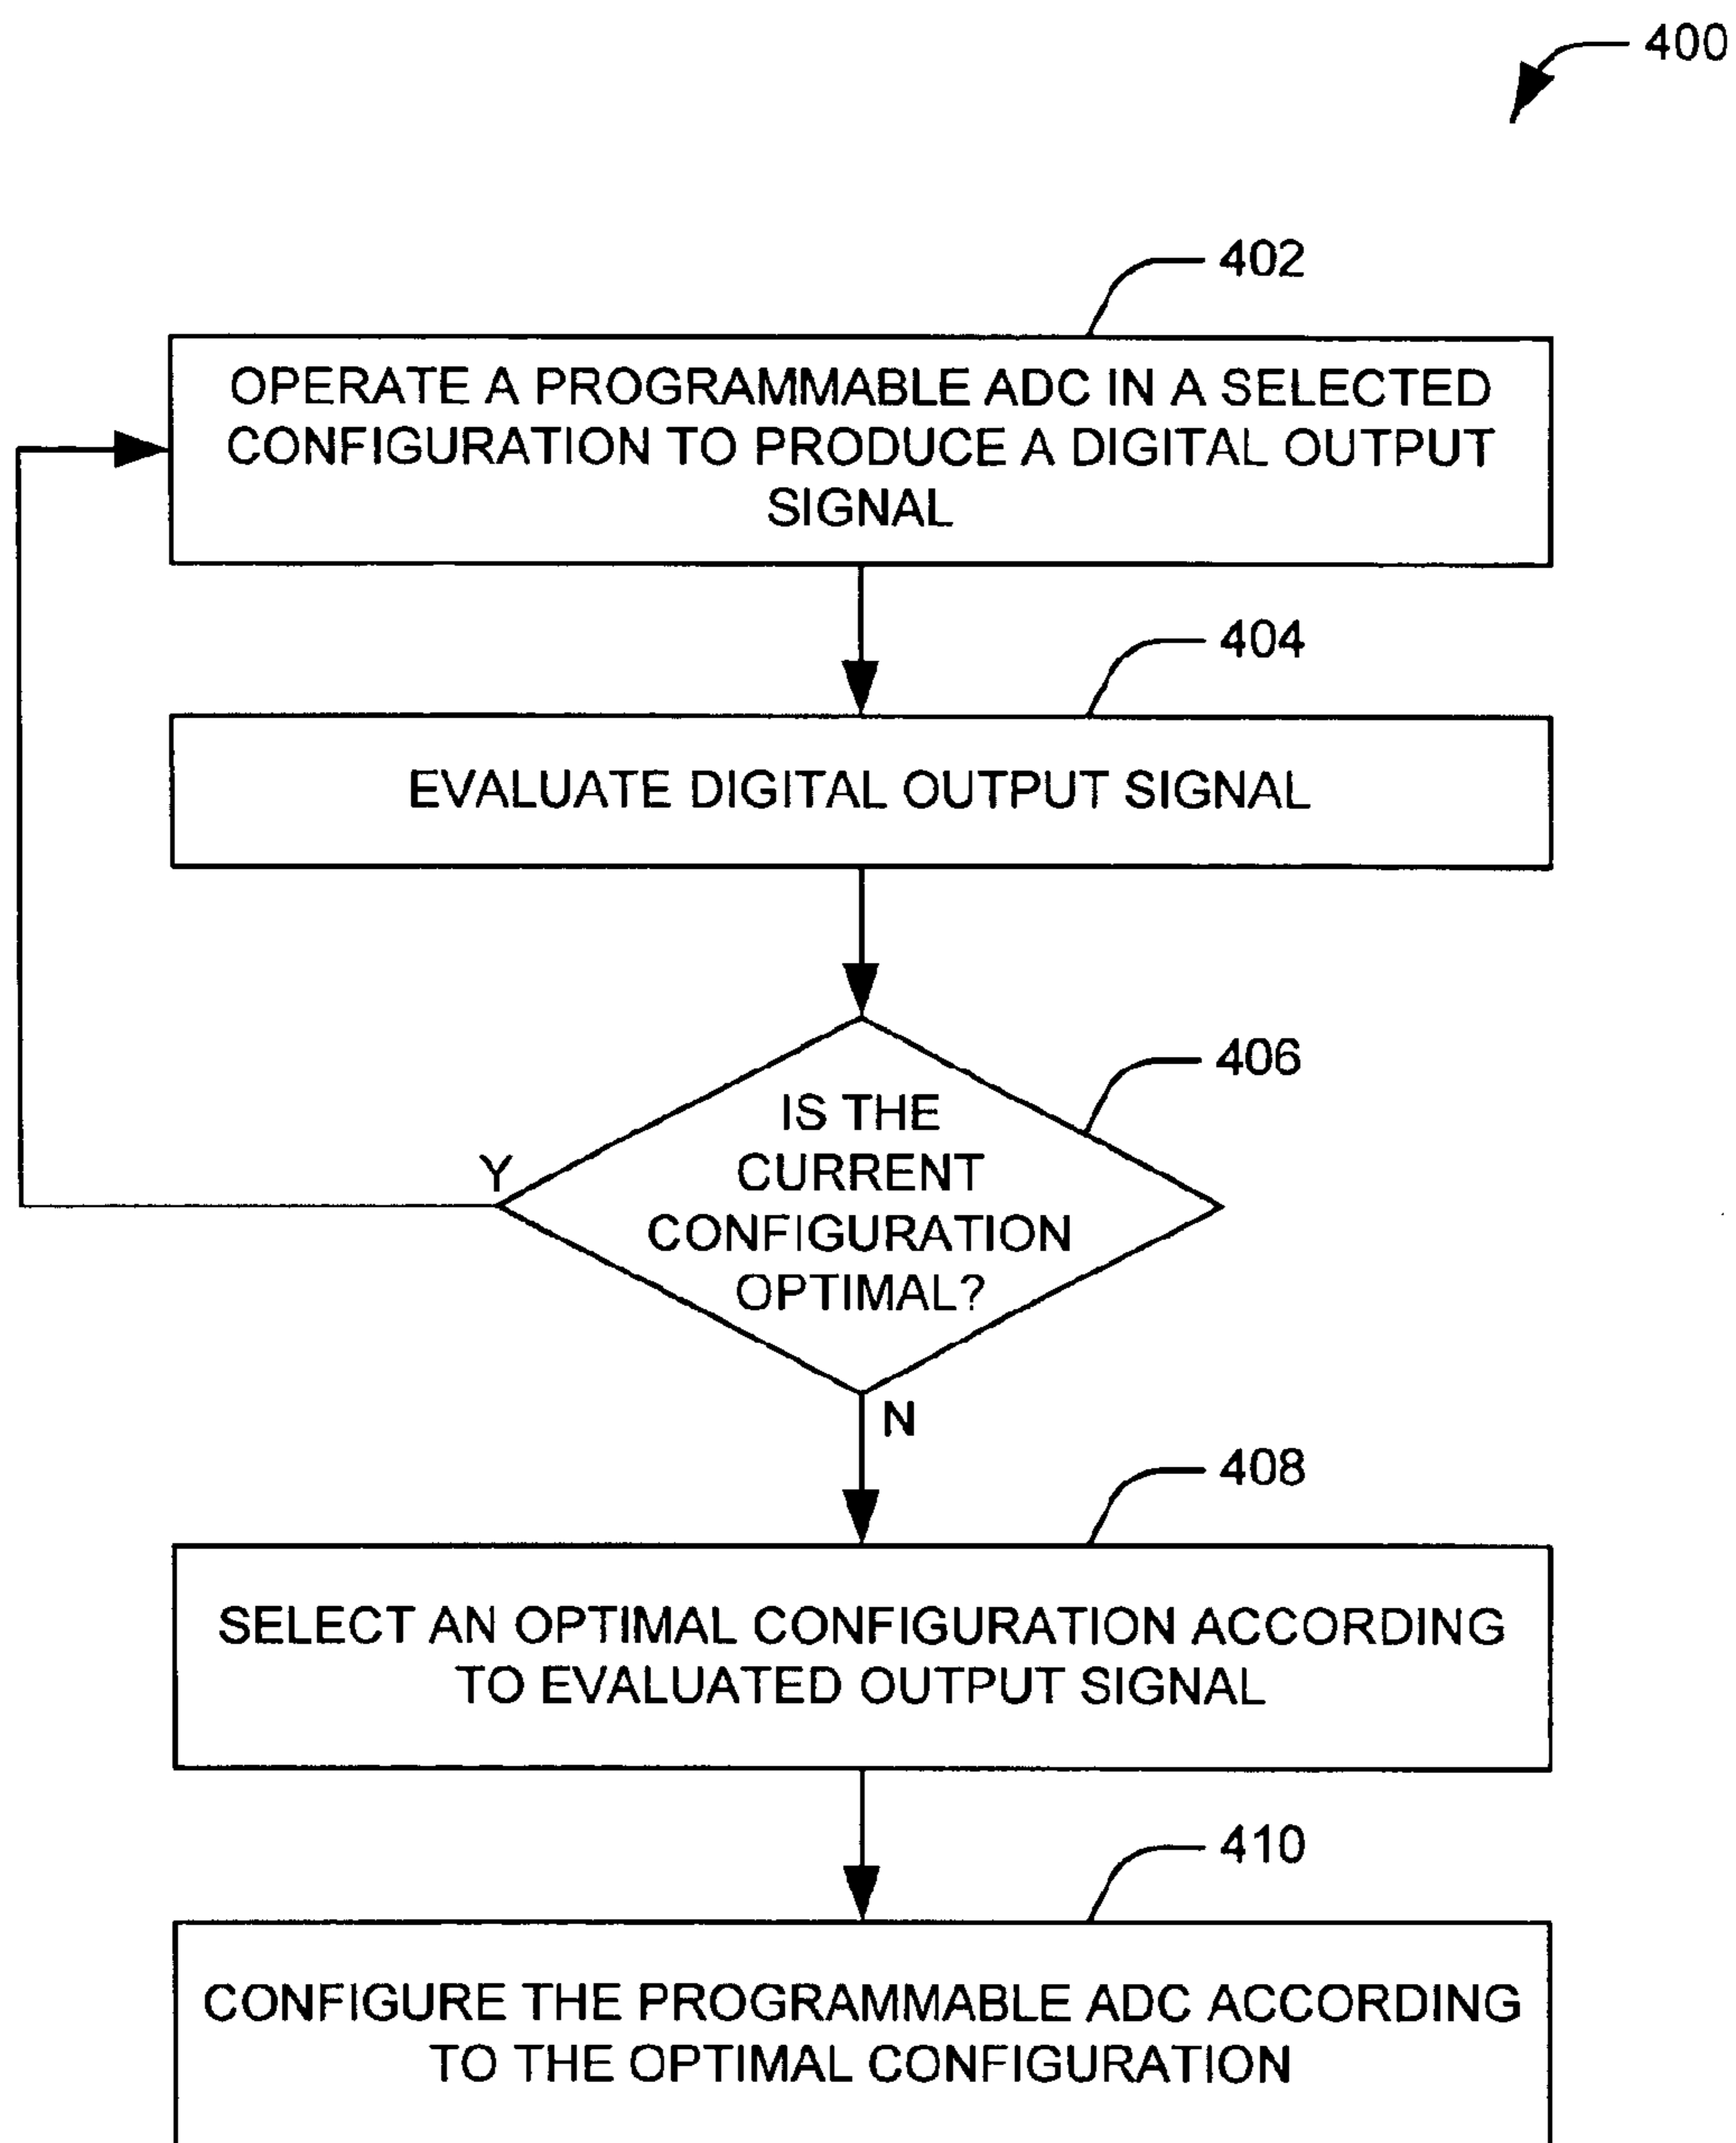 400
402
OPERATE A PROGRAMMABLE ADC IN A SELECTED
CONFIGURATION TO PRODUCE A DIGITAL OUTPUT
SIGNAL
404
EVALUATE DIGITAL OUTPUT SIGNAL
406
IS THE
CURRENT
CONFIGURATION
OPTIMAL?
Y
N
408
SELECT AN OPTIMAL CONFIGURATION ACCORDING
TO EVALUATED OUTPUT SIGNAL
410
CONFIGURE THE PROGRAMMABLE ADC ACCORDING
TO THE OPTIMAL CONFIGURATION